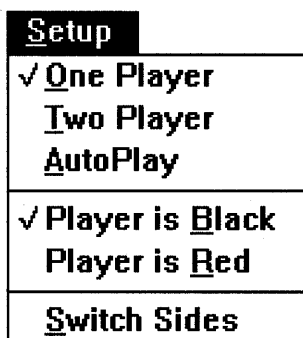 Setup
√ One Player
Two Player
AutoPlay
√ Player is Black
Player is Red
Switch Sides